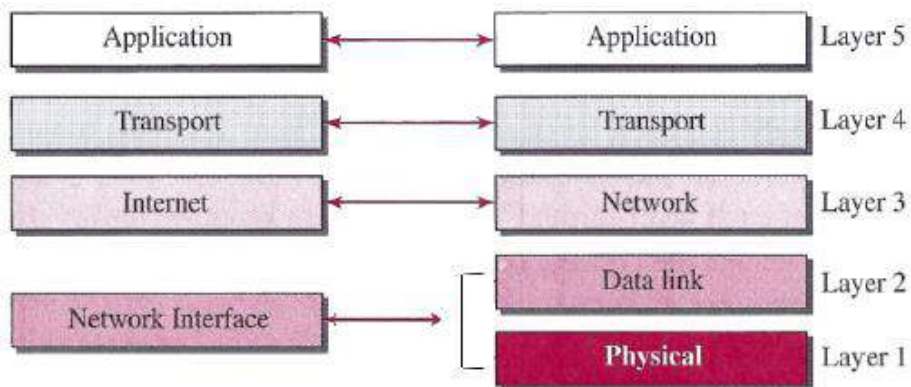 Application Application Layer 5
Transport Transport Layer 4
Internet Network Layer 3
Data link Layer 2
Network Interface
Physical Layer 1